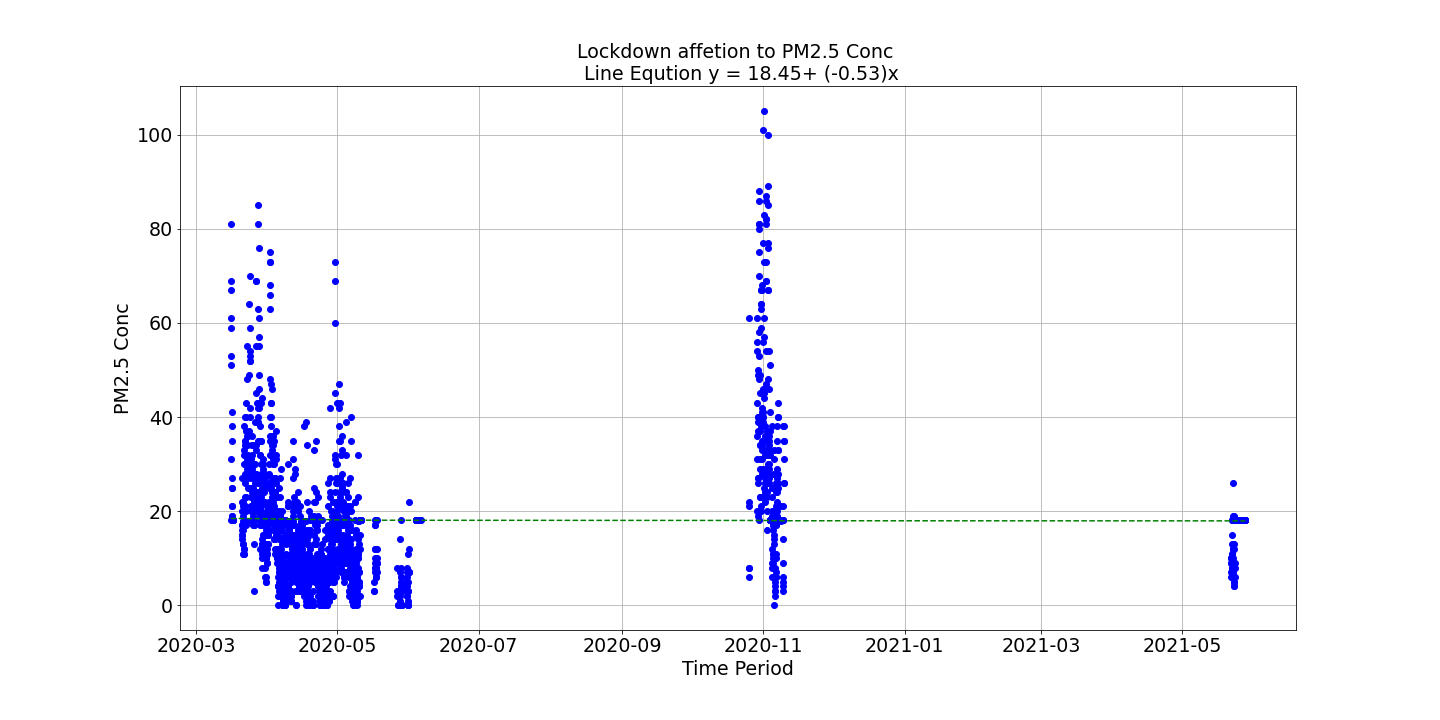 Lockdown affetion to PM2.5 Conc
Line Eqution y = 18.45+ (-0.53)x
PM2.5 Conc
100
80
60
40
20
0
2020-03 2020-05 2020-07 2020-09 2020-11 2021-01 2021-03 2021-05
Time Period